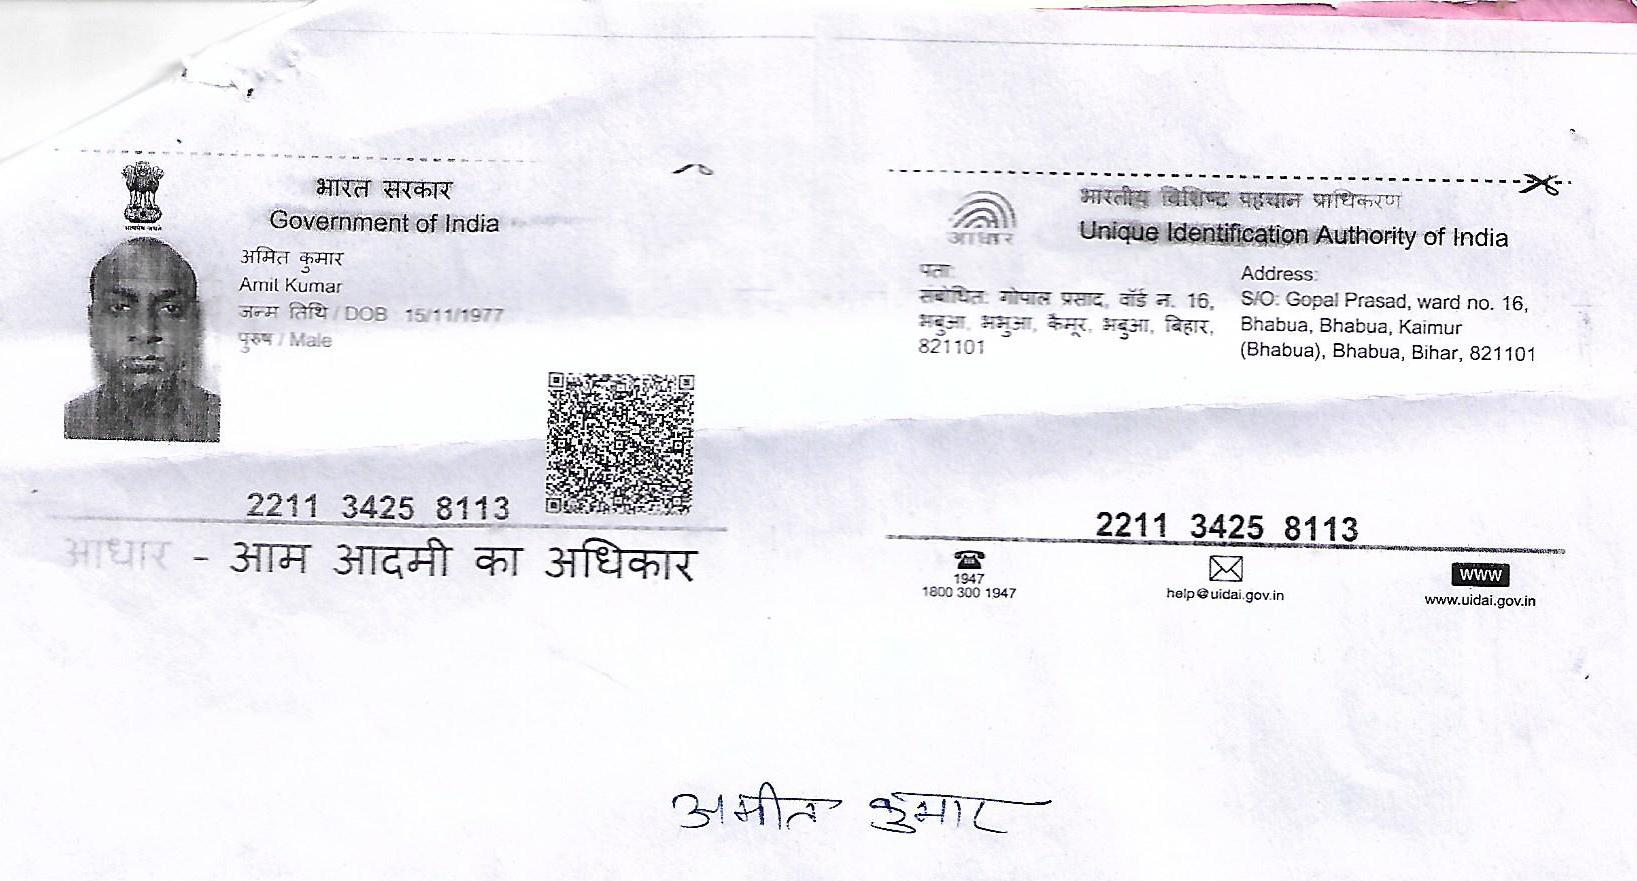 भारत सरकार
Government of India
अमित कुमार
Amit Kumar
जन्म तिथि / DOB 15/11/1977
पुरुष / Male
2211 3425 8113
आधार - आम आदमी का अधिकार
भारतीय विशिष्ट पहचान प्राधिकरण
Unique Identification Authority of India
आधार
पता:
संबोधित: गोपाल प्रसाद, वॉर्ड न. 16,
भबुआ, भभुआ, कैमूर, भबुआ, बिहार,
821101
Address:
S/O: Gopal Prasad, ward no. 16,
Bhabua, Bhabua, Kaimur
(Bhabua), Bhabua, Bihar, 821101
2211 3425 8113
1947
1800 300 1947
help@uidai.gov.in
WWW
www.uidai.gov.in
अमीत कुमार